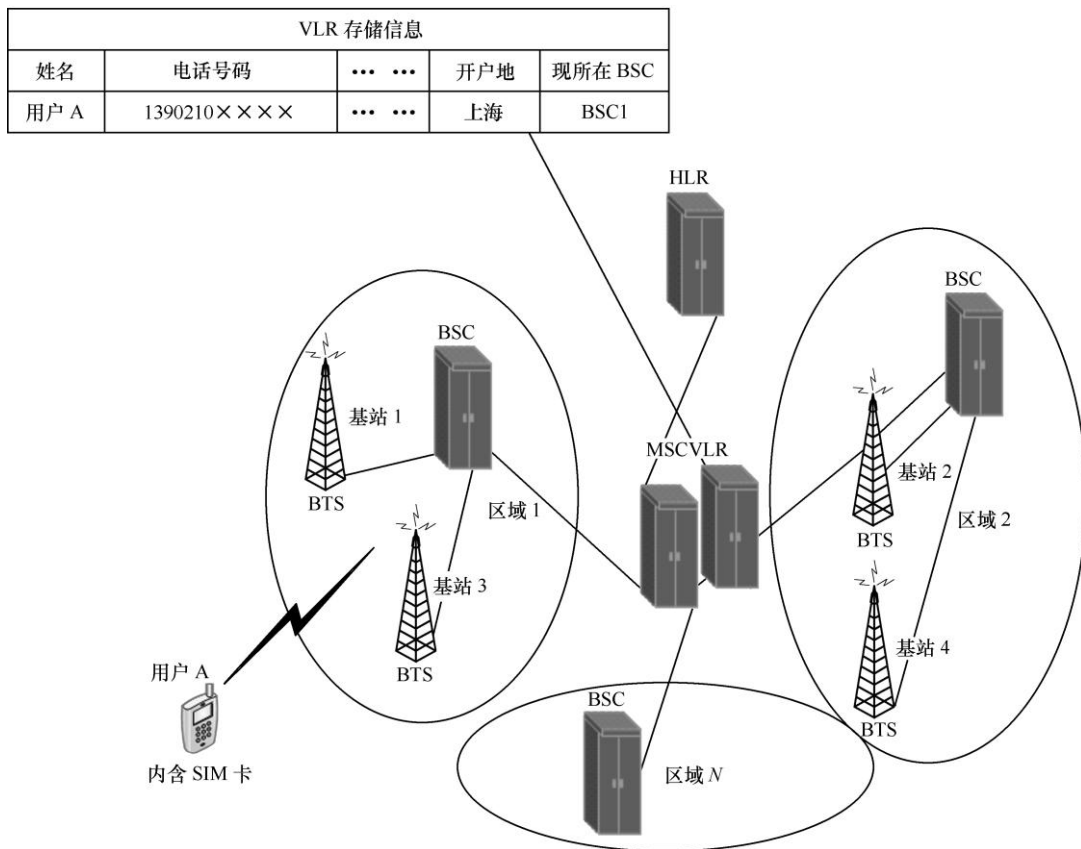 VLR 存储信息
姓名 电话号码 … … 开户地 现所在 BSC
用户 A 1390210×××× … … 上海 BSC1
HLR
BSC
BSC
基站 1
MSCVLR
基站 2
BTS
区域 1
区域 2
BTS
基站 3
基站 4
用户 A
BTS
BSC
BTS
内含 SIM 卡
区域 N